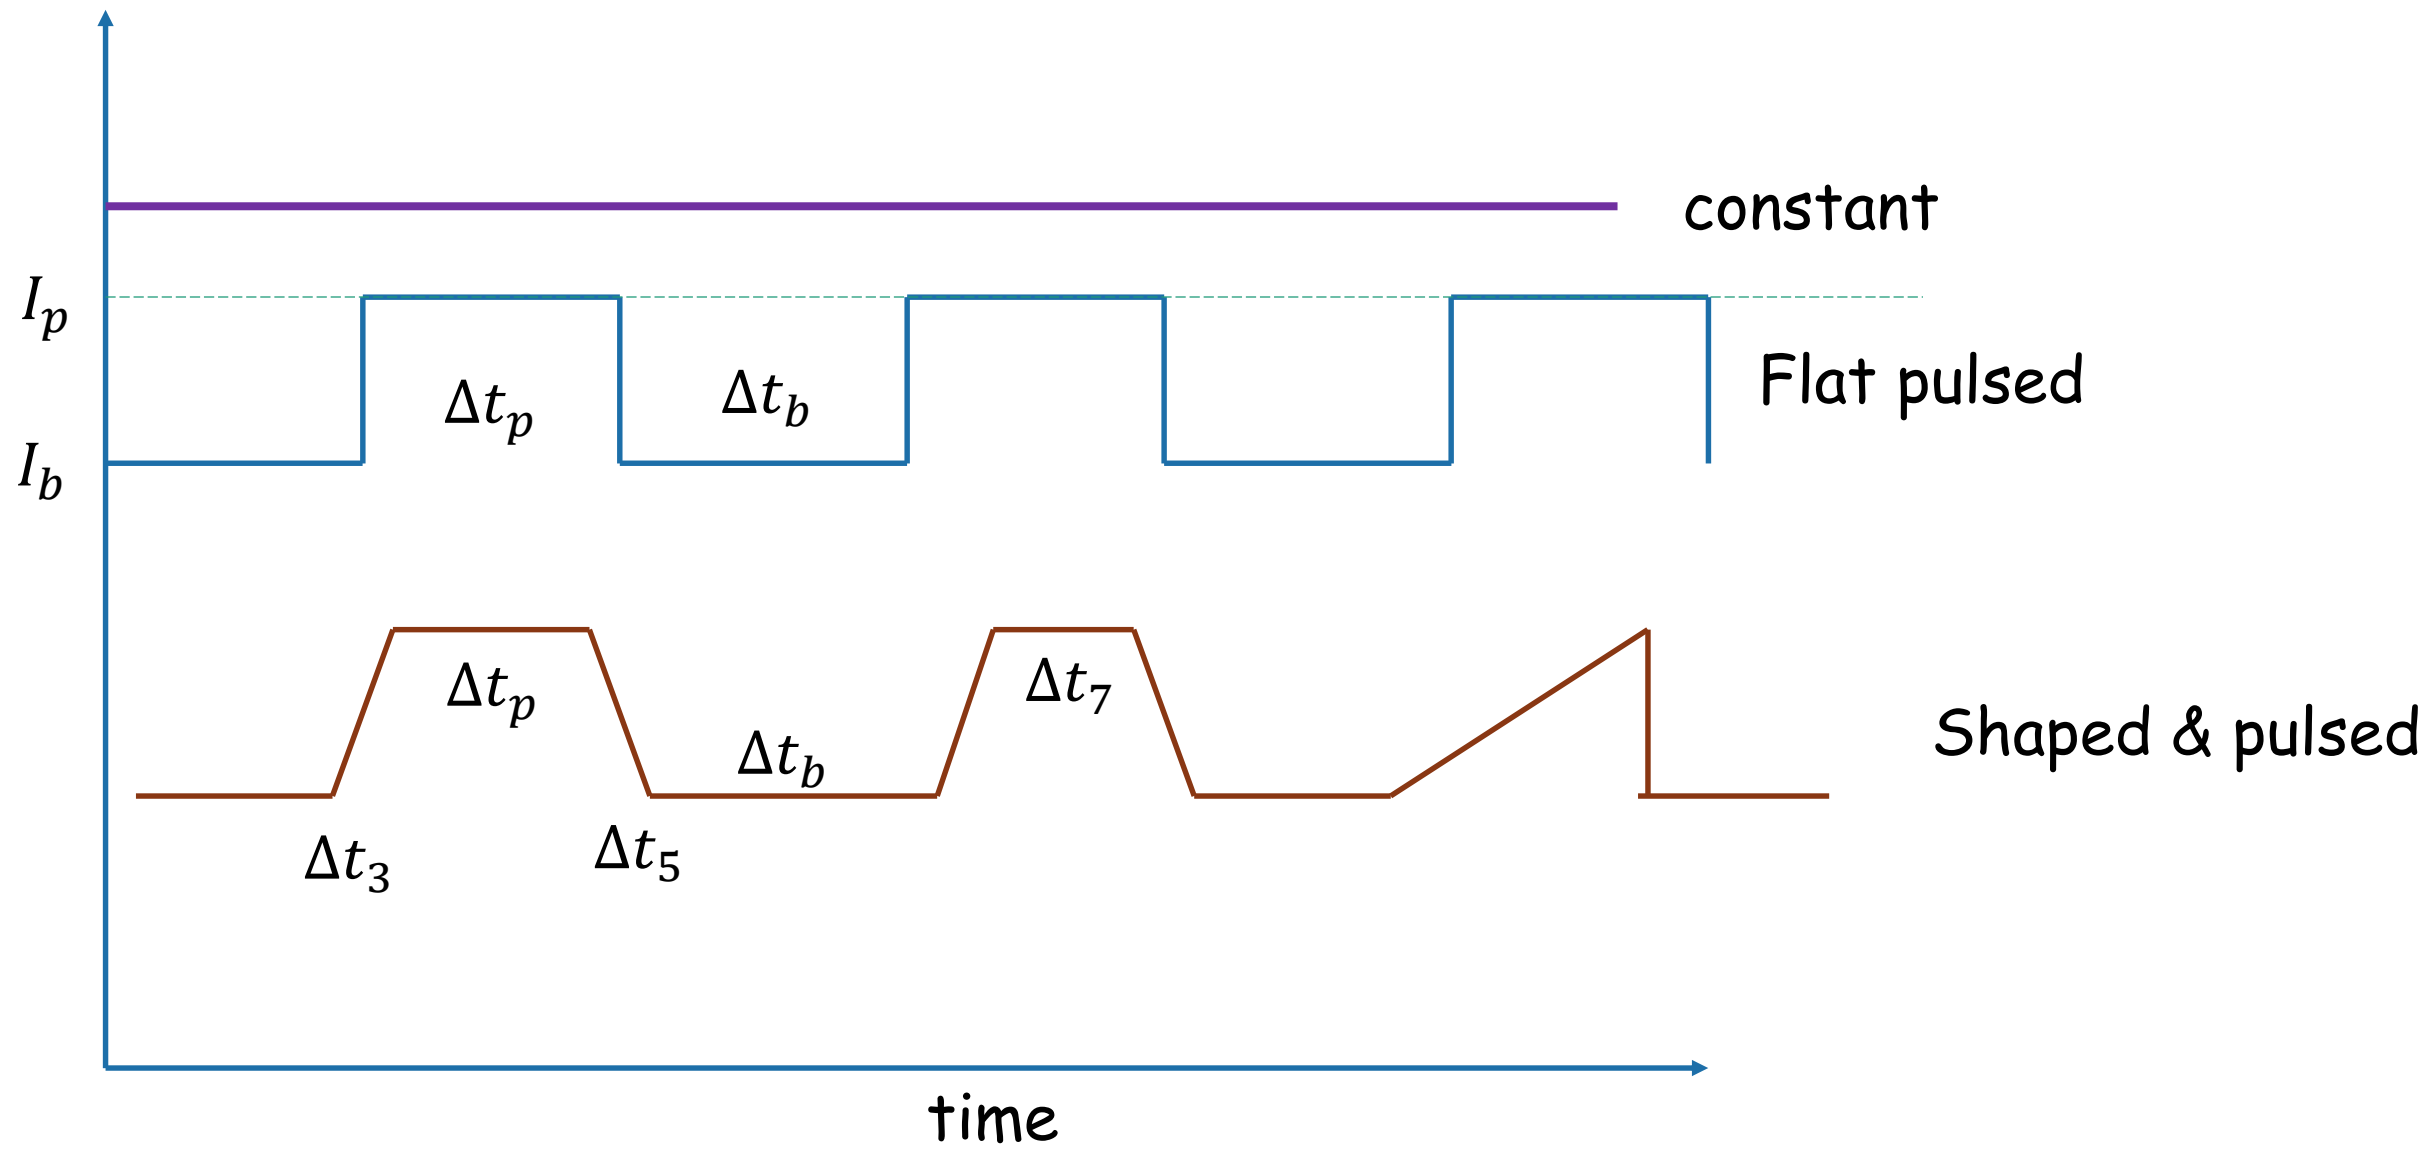 constant
I_p
Flat pulsed
Δt_p
Δt_b
I_b
Δt_p
Δt_7
Shaped & pulsed
Δt_b
Δt_3
Δt_5
time